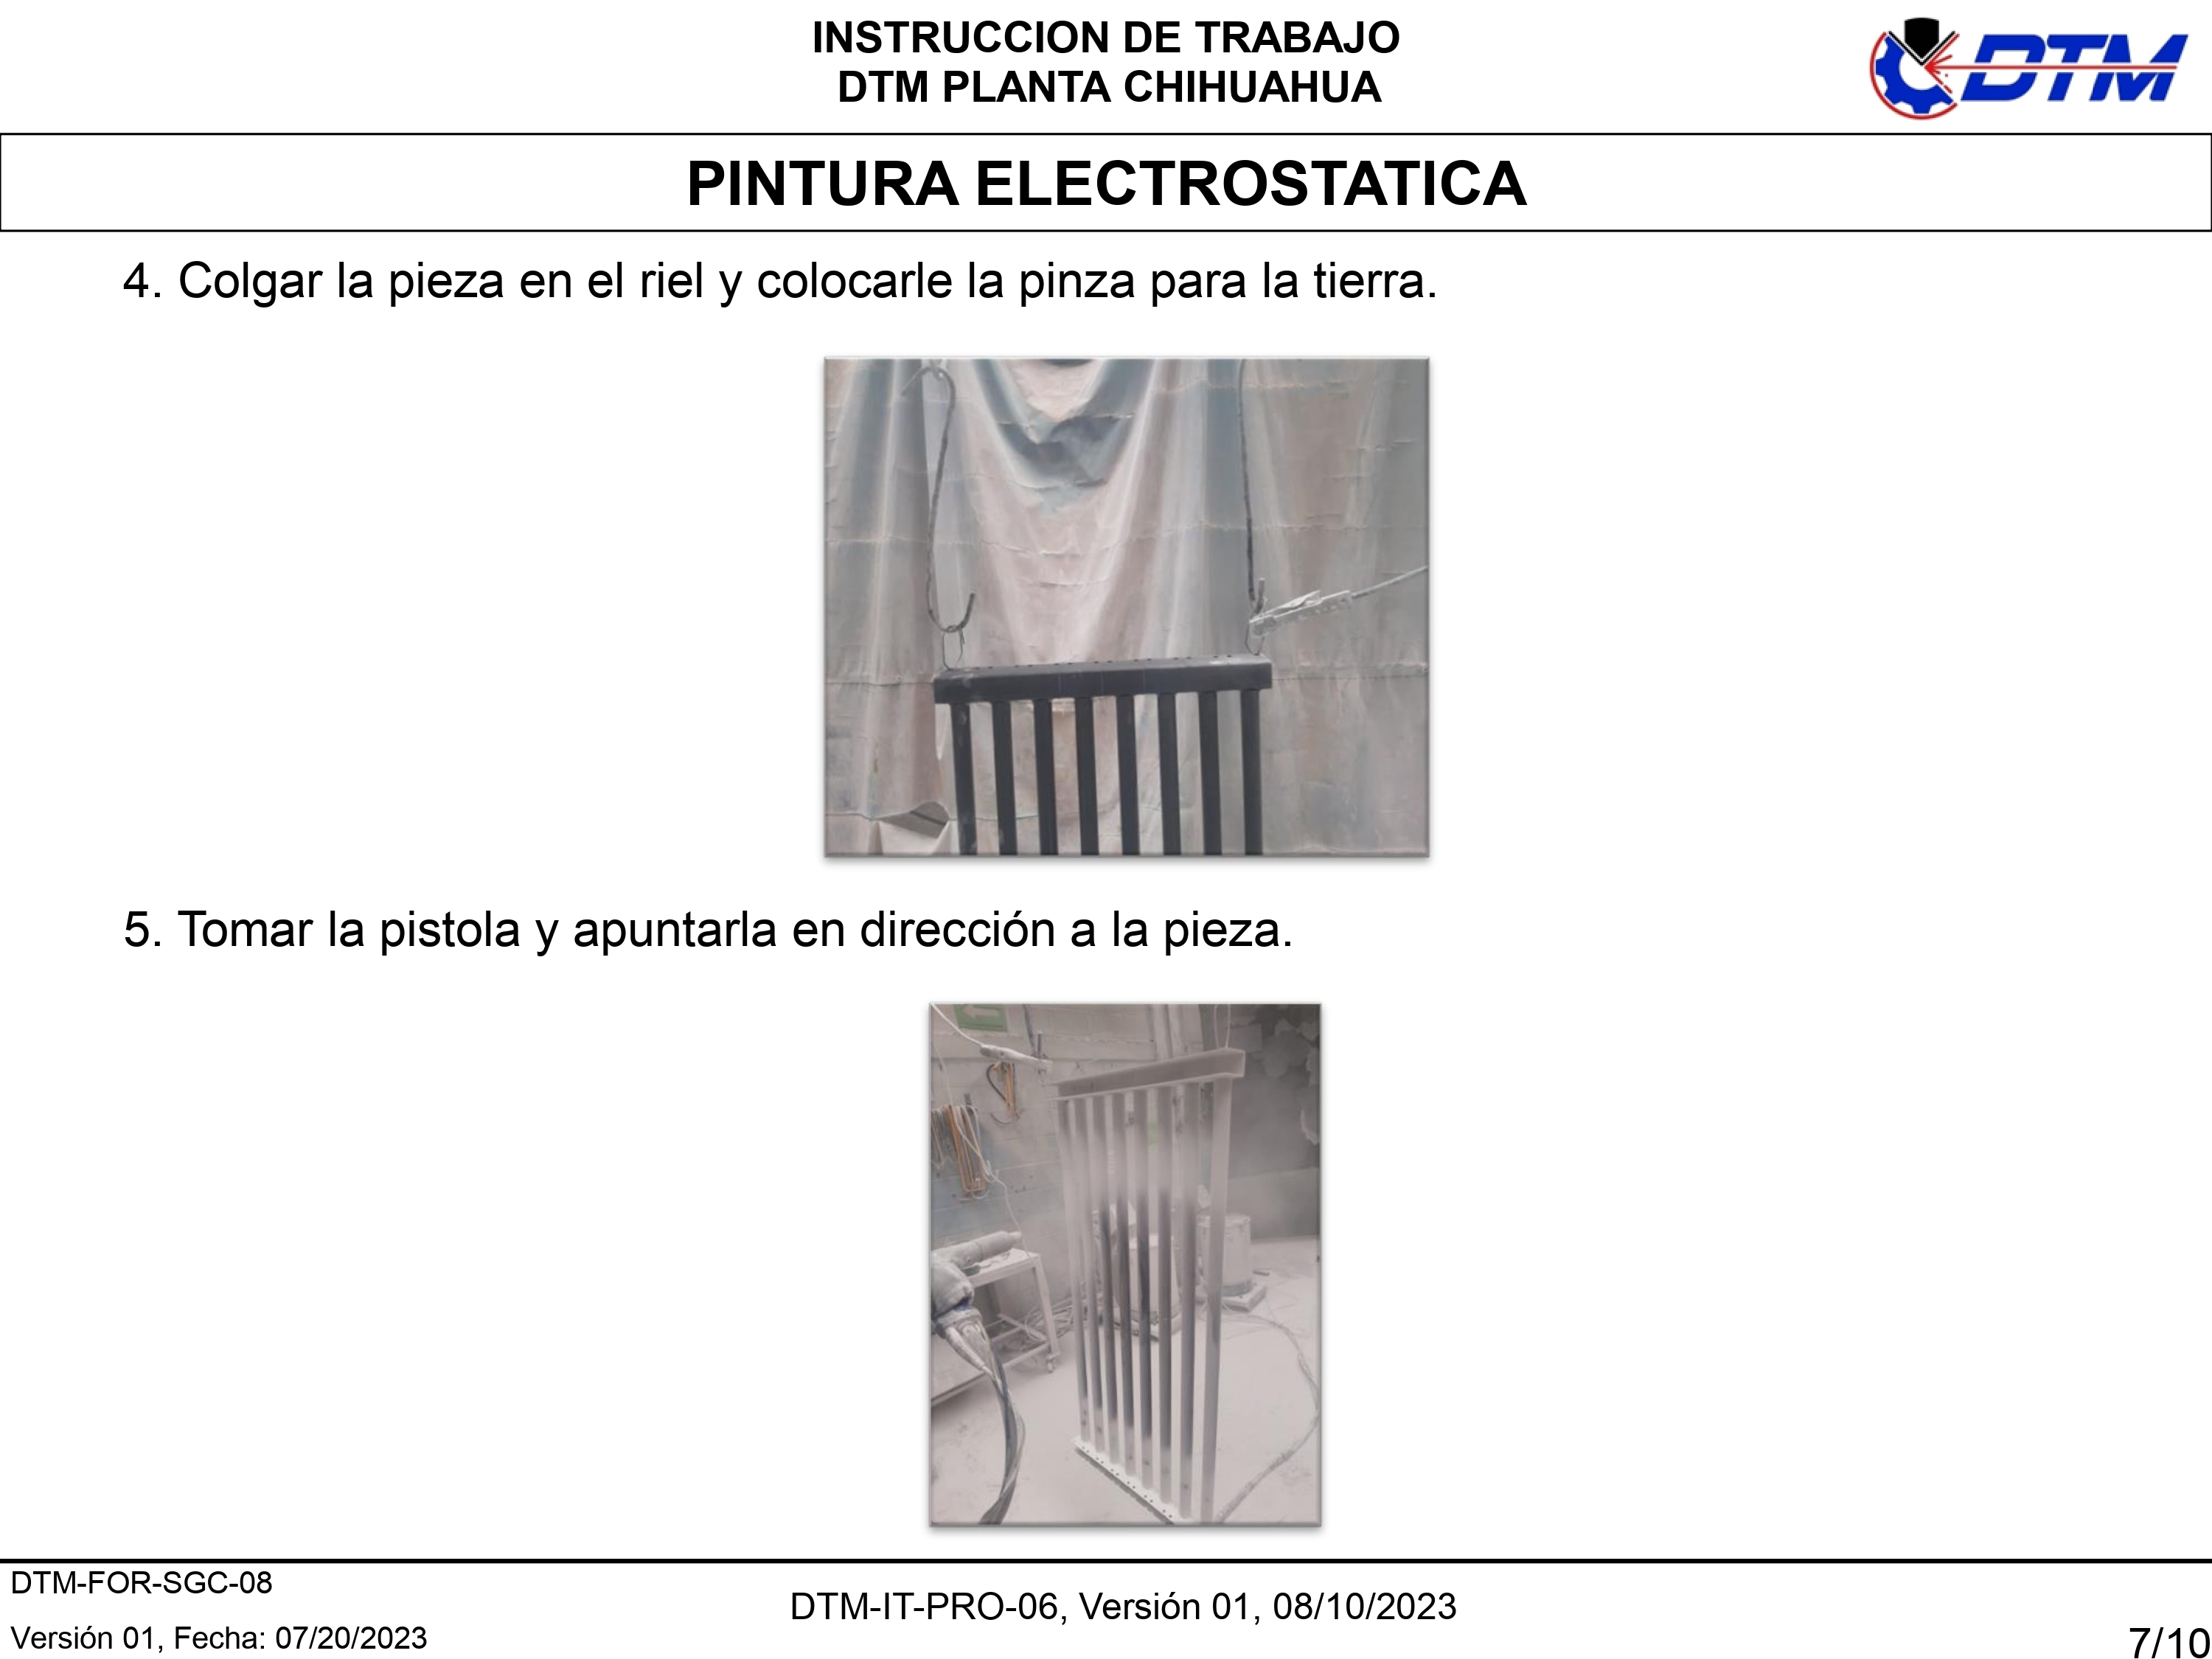 INSTRUCCION DE TRABAJO
DTM PLANTA CHIHUAHUA
DTM
PINTURA ELECTROSTATICA
4. Colgar la pieza en el riel y colocarle la pinza para la tierra.
5. Tomar la pistola y apuntarla en dirección a la pieza.
DTM-FOR-SGC-08
Versión 01, Fecha: 07/20/2023
DTM-IT-PRO-06, Versión 01, 08/10/2023
7/10